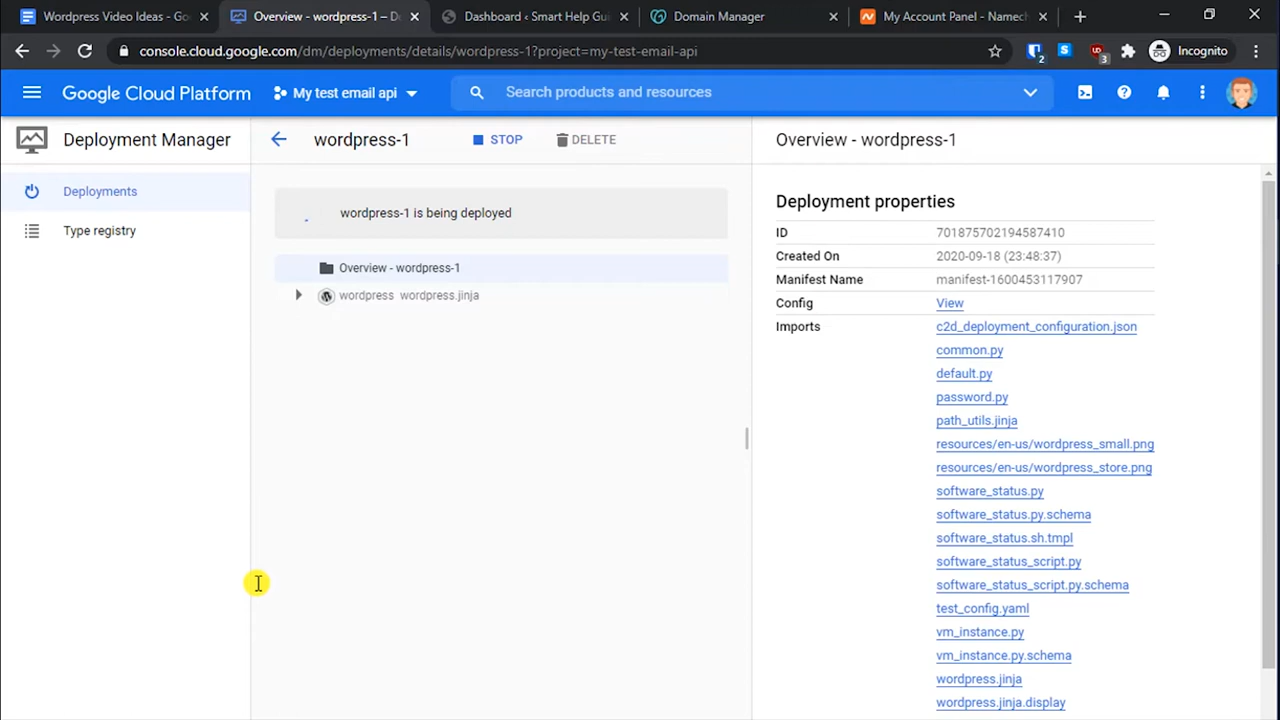 Wordpress Video Ideas - Go
Overview - wordpress-1 – D
Dashboard ‹ Smart Help Gui
Domain Manager
My Account Panel - Namech
console.cloud.google.com/dm/deployments/details/wordpress-1?project=my-test-email-api
2
3
Incognito
Google Cloud Platform
My test email api
Search products and resources
Deployment Manager
wordpress-1
STOP
DELETE
Overview - wordpress-1
Deployments
Type registry
wordpress-1 is being deployed
Overview - wordpress-1
wordpress wordpress.jinja
Deployment properties
ID 701875702194587410
Created On 2020-09-18 (23:48:37)
Manifest Name manifest-1600453117907
Config View
Imports c2d_deployment_configuration.json
common.py
default.py
password.py
path_utils.jinja
resources/en-us/wordpress_small.png
resources/en-us/wordpress_store.png
software_status.py
software_status.py.schema
software_status.sh.tmpl
software_status_script.py
software_status_script.py.schema
test_config.yaml
vm_instance.py
vm_instance.py.schema
wordpress.jinja
wordpress.jinja.display